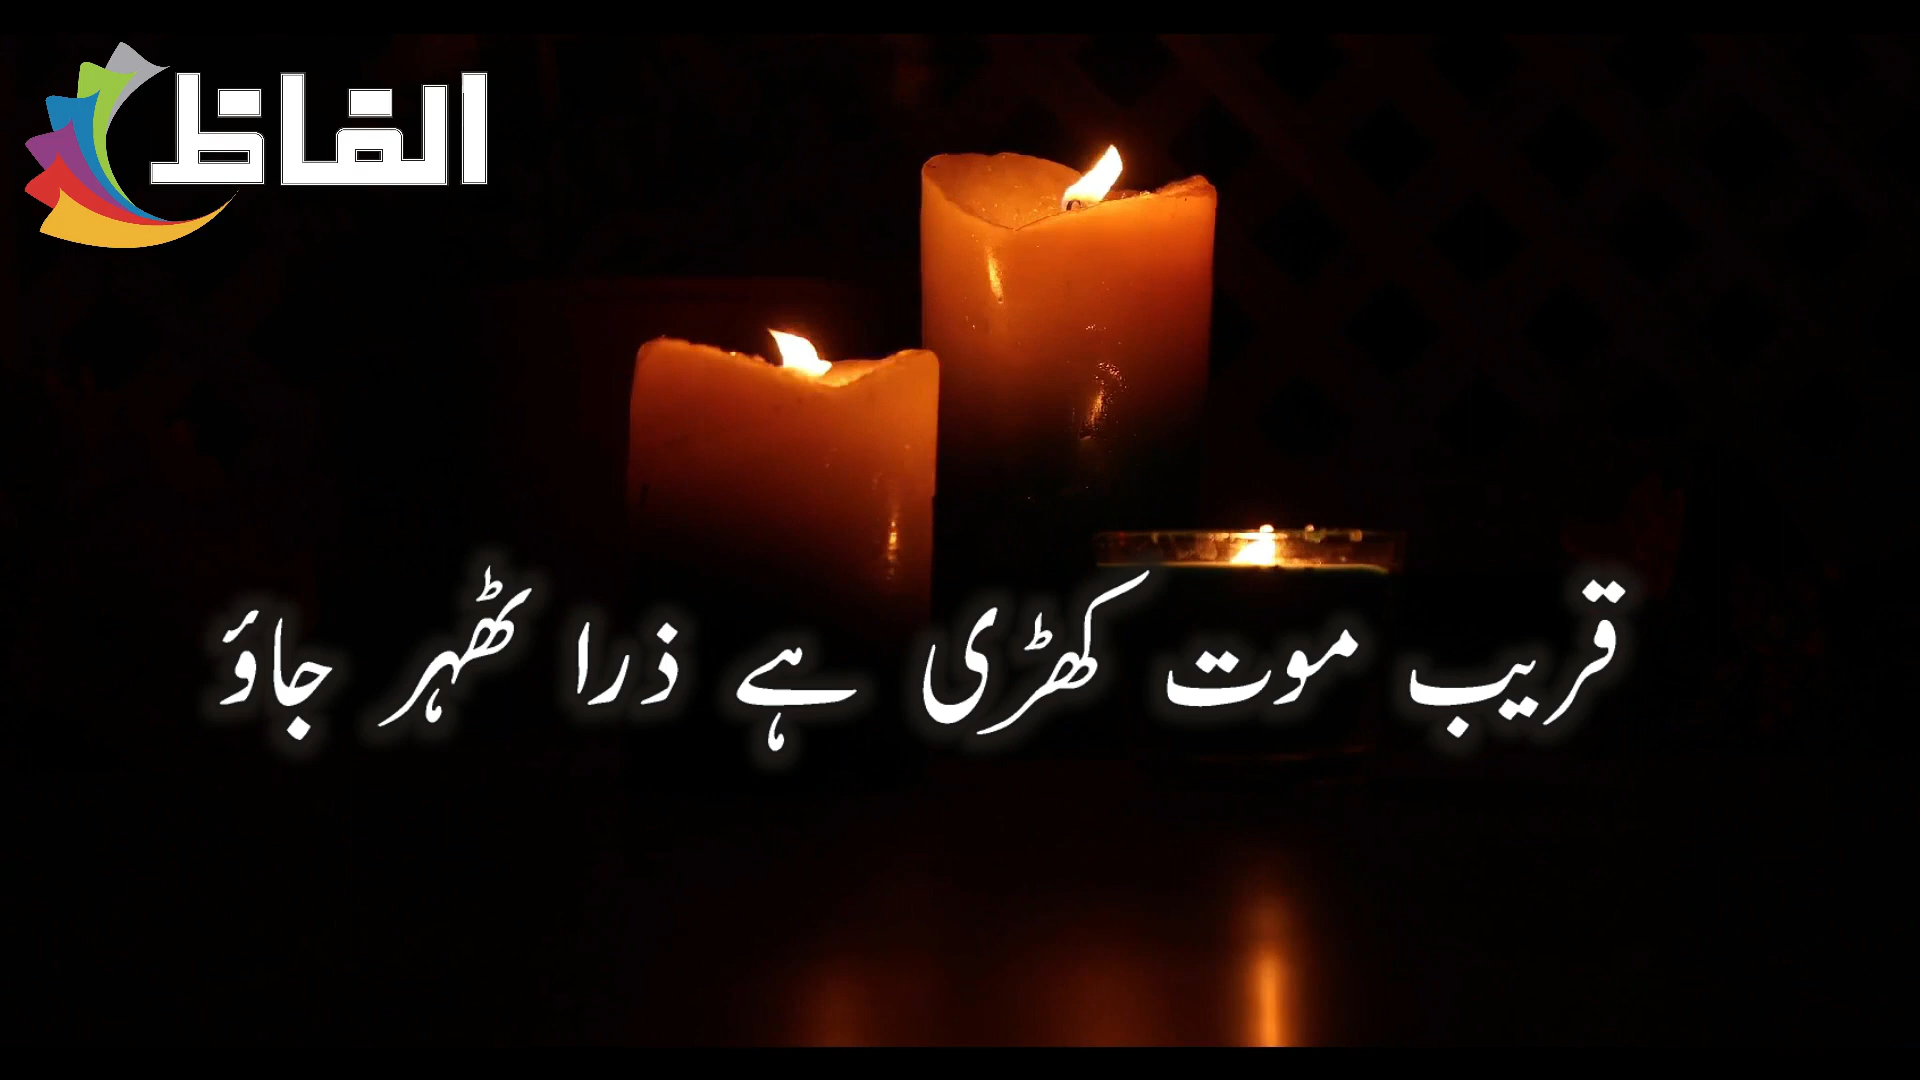 الفاظ
قریب موت کھڑی ہے ذرا ٹھہر جاؤ